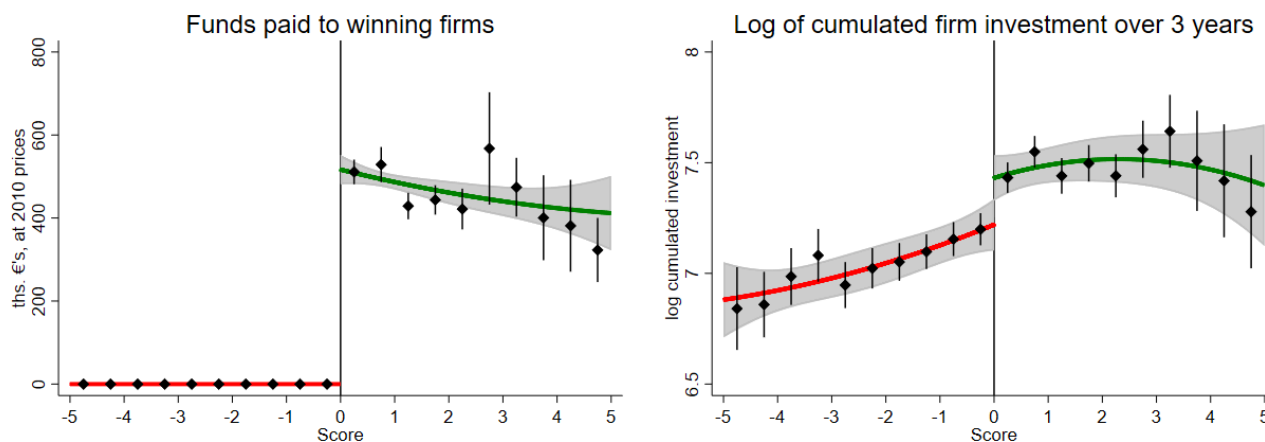 Funds paid to winning firms
ths. €'s, at 2010 prices
800
600
400
200
0
-5 -4 -3 -2 -1 0 1 2 3 4 5
Score
Log of cumulated firm investment over 3 years
log cumulated investment
8
7.5
7
6.5
-5 -4 -3 -2 -1 0 1 2 3 4 5
Score